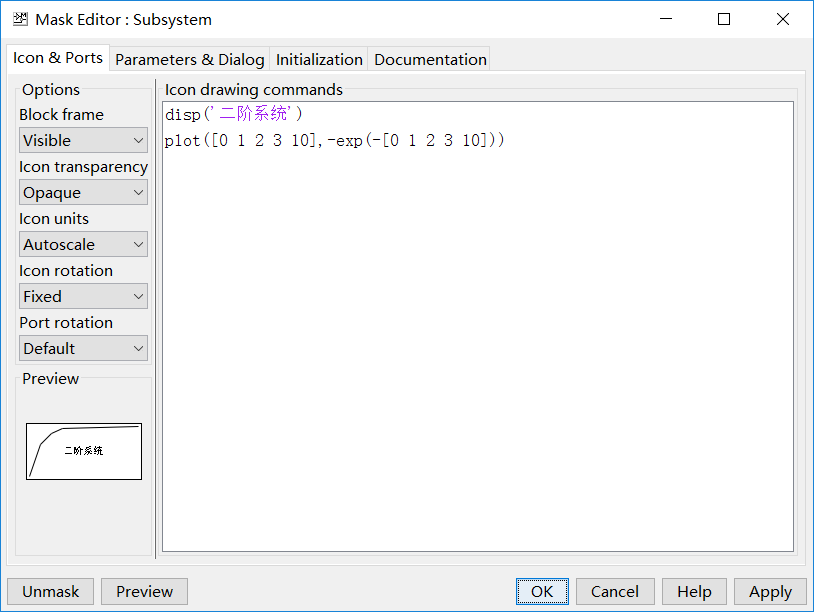 Mask Editor : Subsystem
Icon & Ports
Parameters & Dialog
Initialization
Documentation
Options
Block frame
Visible
Icon transparency
Opaque
Icon units
Autoscale
Icon rotation
Fixed
Port rotation
Default
Preview
二阶系统
Icon drawing commands
disp('二阶系统')
plot([0 1 2 3 10],-exp(-[0 1 2 3 10]))
Unmask
Preview
OK
Cancel
Help
Apply